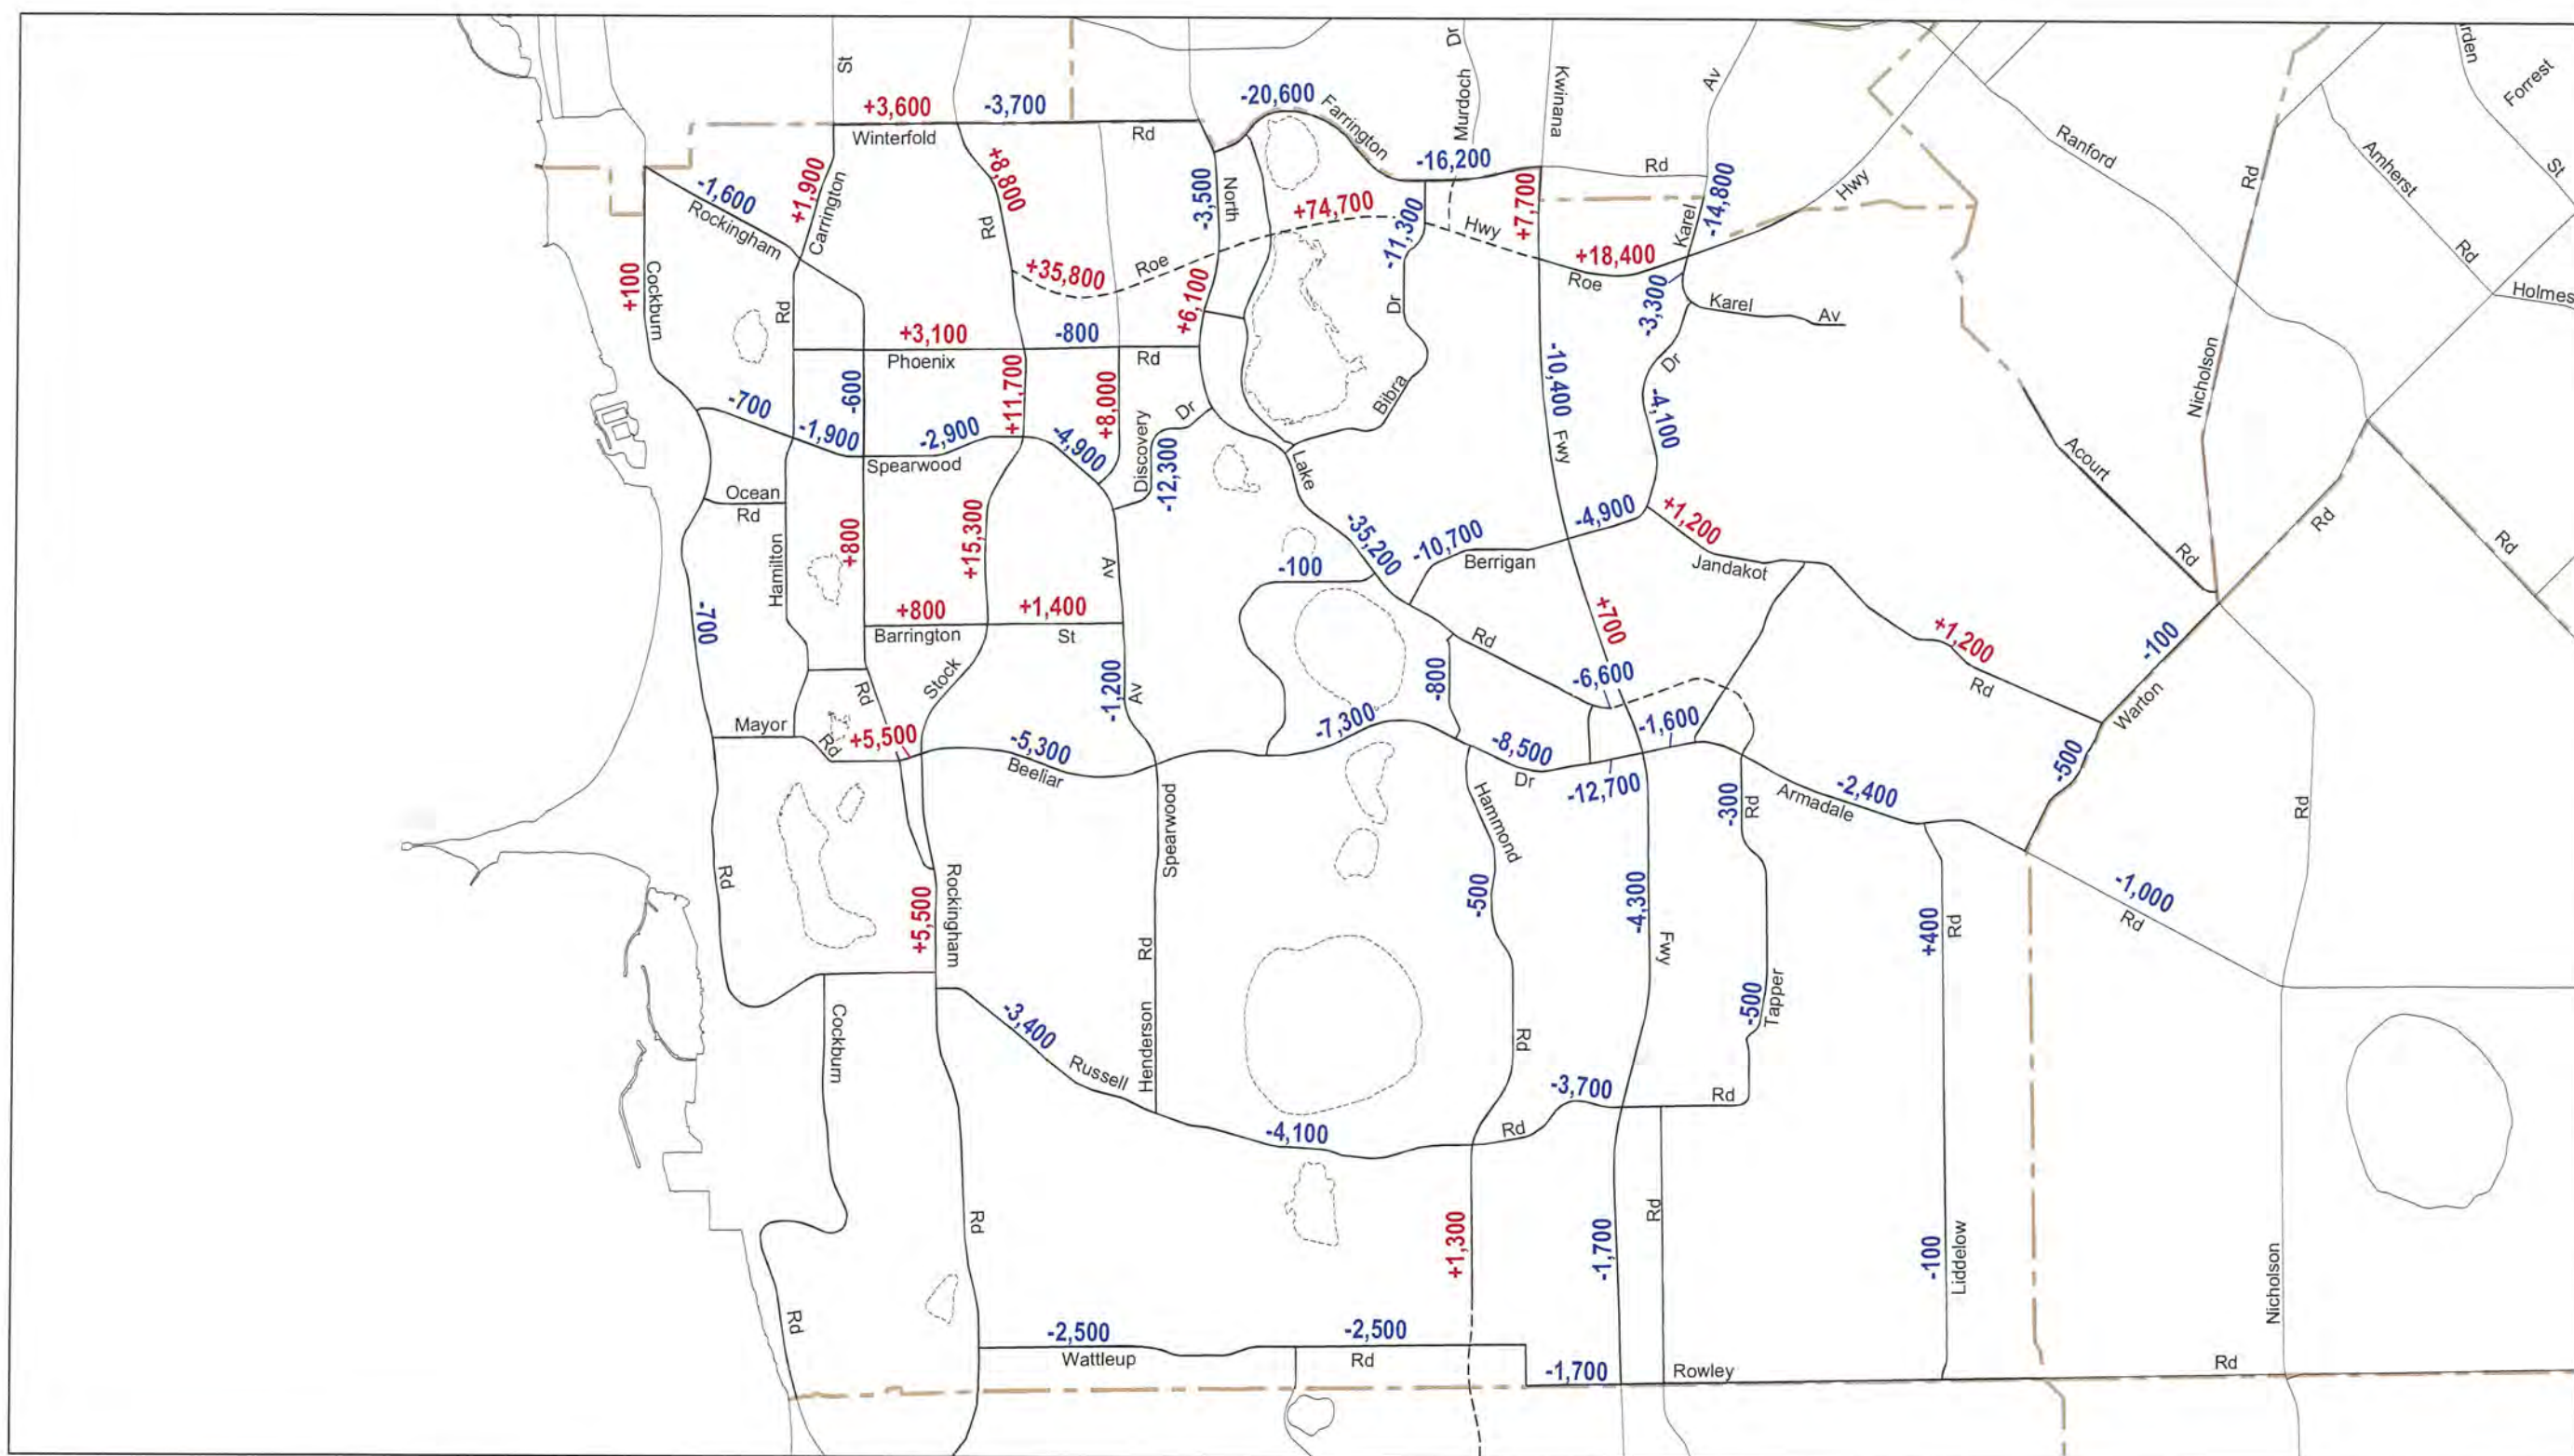 St
Dr
Murdoch
Kwinana
Av
rden
Forrest
+3,600
-3,700
-20,600
Farrington
Winterfold
Rd
Ranford
Amherst
St
Rd
-1,600
Rockingham
+1,900
Carrington
+8,800
Rd
-3,500
North
-16,200
Rd
+7,700
-14,800
Karel
Hwy
+74,700
Hwy
-11,300
+18,400
Roe
Rd
Holmes
+100
Cockburn
Rd
+35,800
Roe
+6,100
Dr
-3,300
Karel
Av
+3,100
-800
Phoenix
Rd
-10,400
Fwy
Dr
Nicholson
-600
+11,700
+8,000
Bibra
-4,100
-700
-1,900
-2,900
Spearwood
-4,900
Discovery
Dr
-12,300
Lake
Acourt
Rd
Ocean
Rd
Hamilton
+800
+15,300
Av
-35,200
-10,700
Berrigan
-4,900
+1,200
Jandakot
Rd
Rd
-100
-700
+800
+1,400
Barrington
St
Rd
+700
+1,200
Rd
-100
Warton
Stock
Rd
-1,200
Av
-800
-6,600
-1,600
Mayor
Rd
+5,500
-5,300
Beeliar
-7,300
-8,500
Dr
-12,700
-500
Spearwood
Hammond
-300
Rd
Armadale
-2,400
Rd
Rd
+5,500
Rockingham
Rd
-500
-4,300
Fwy
+400
Rd
-1,000
Rd
Cockburn
-3,400
Russell
Henderson
Rd
-500
Tapper
-4,100
Rd
-3,700
Rd
Rd
+1,300
-1,700
Rd
-100
Liddelow
Nicholson
Rd
-2,500
Wattleup
-2,500
Rd
-1,700
Rowley
Rd